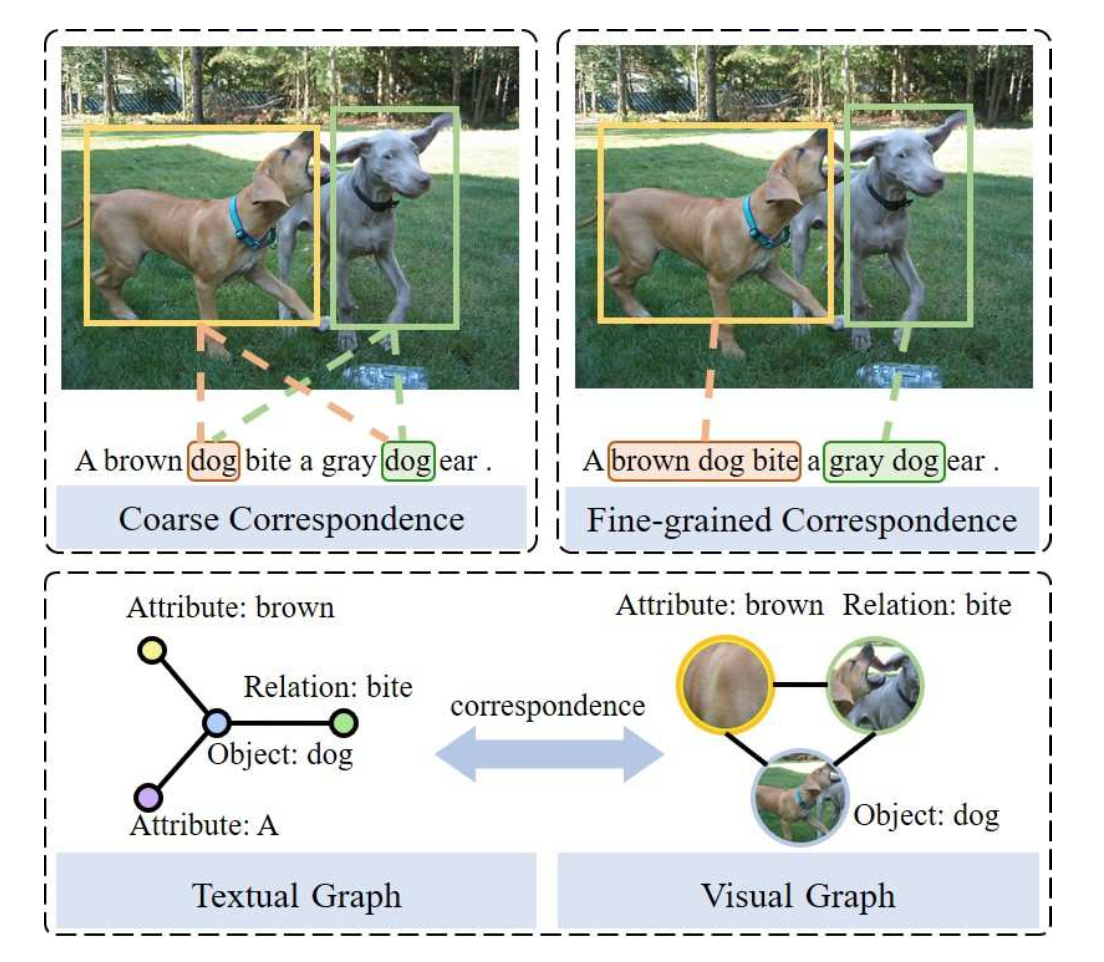 A brown dog bite a gray dog ear .
Coarse Correspondence
A brown dog bite a gray dog ear .
Fine-grained Correspondence
Attribute: brown
Relation: bite
Object: dog
Attribute: A
Textual Graph
correspondence
Attribute: brown
Relation: bite
Object: dog
Visual Graph